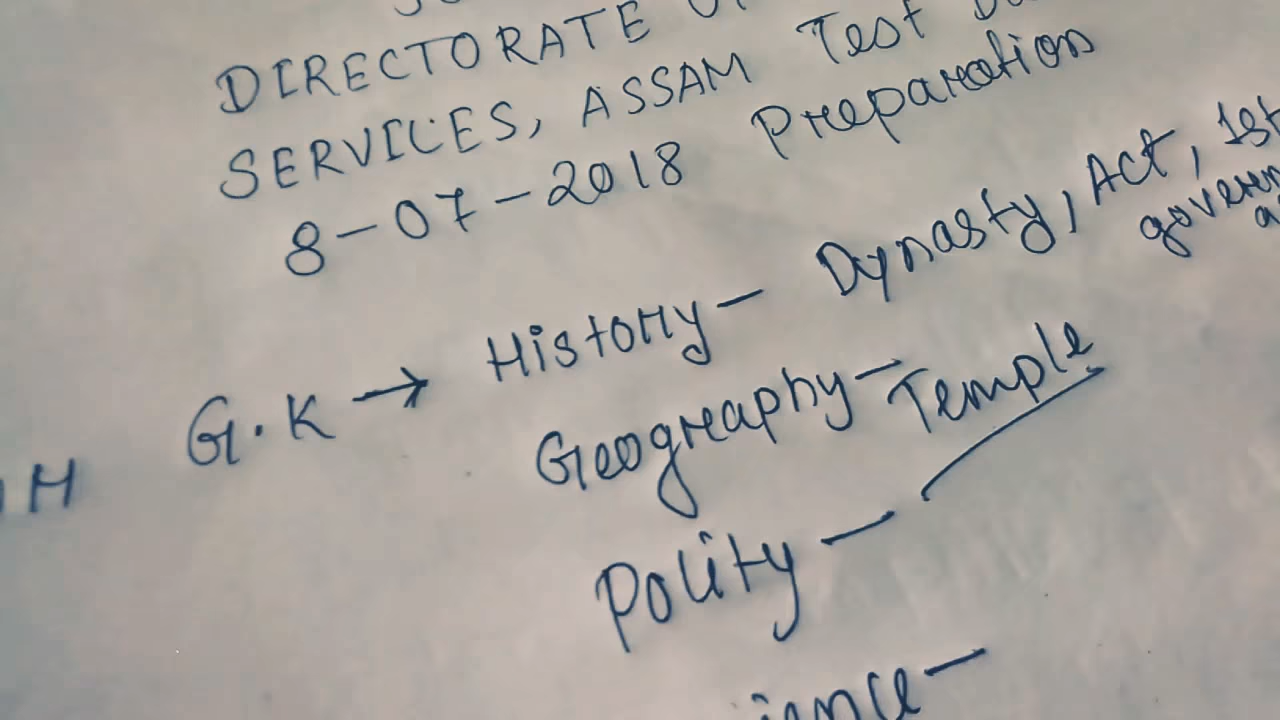 DIRECTORATE
SERVICES, ASSAM Test
8-07-2018 Preparation
G.K → History - Dynasty, Act, 1st
Geography - Temple
Polity -